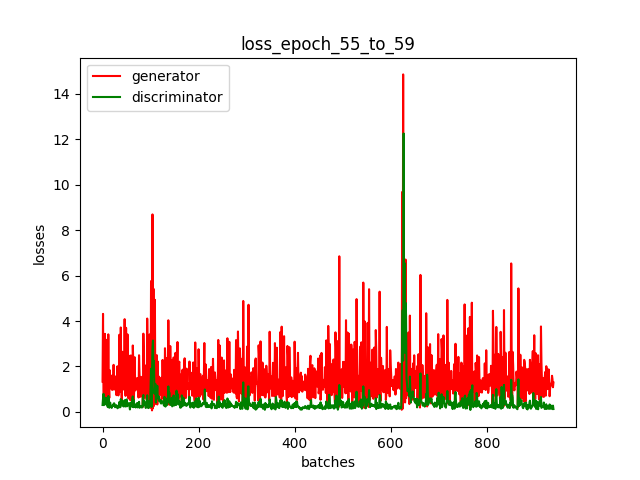 loss_epoch_55_to_59
generator
discriminator
losses
14
12
10
8
6
4
2
0
0 200 400 600 800
batches